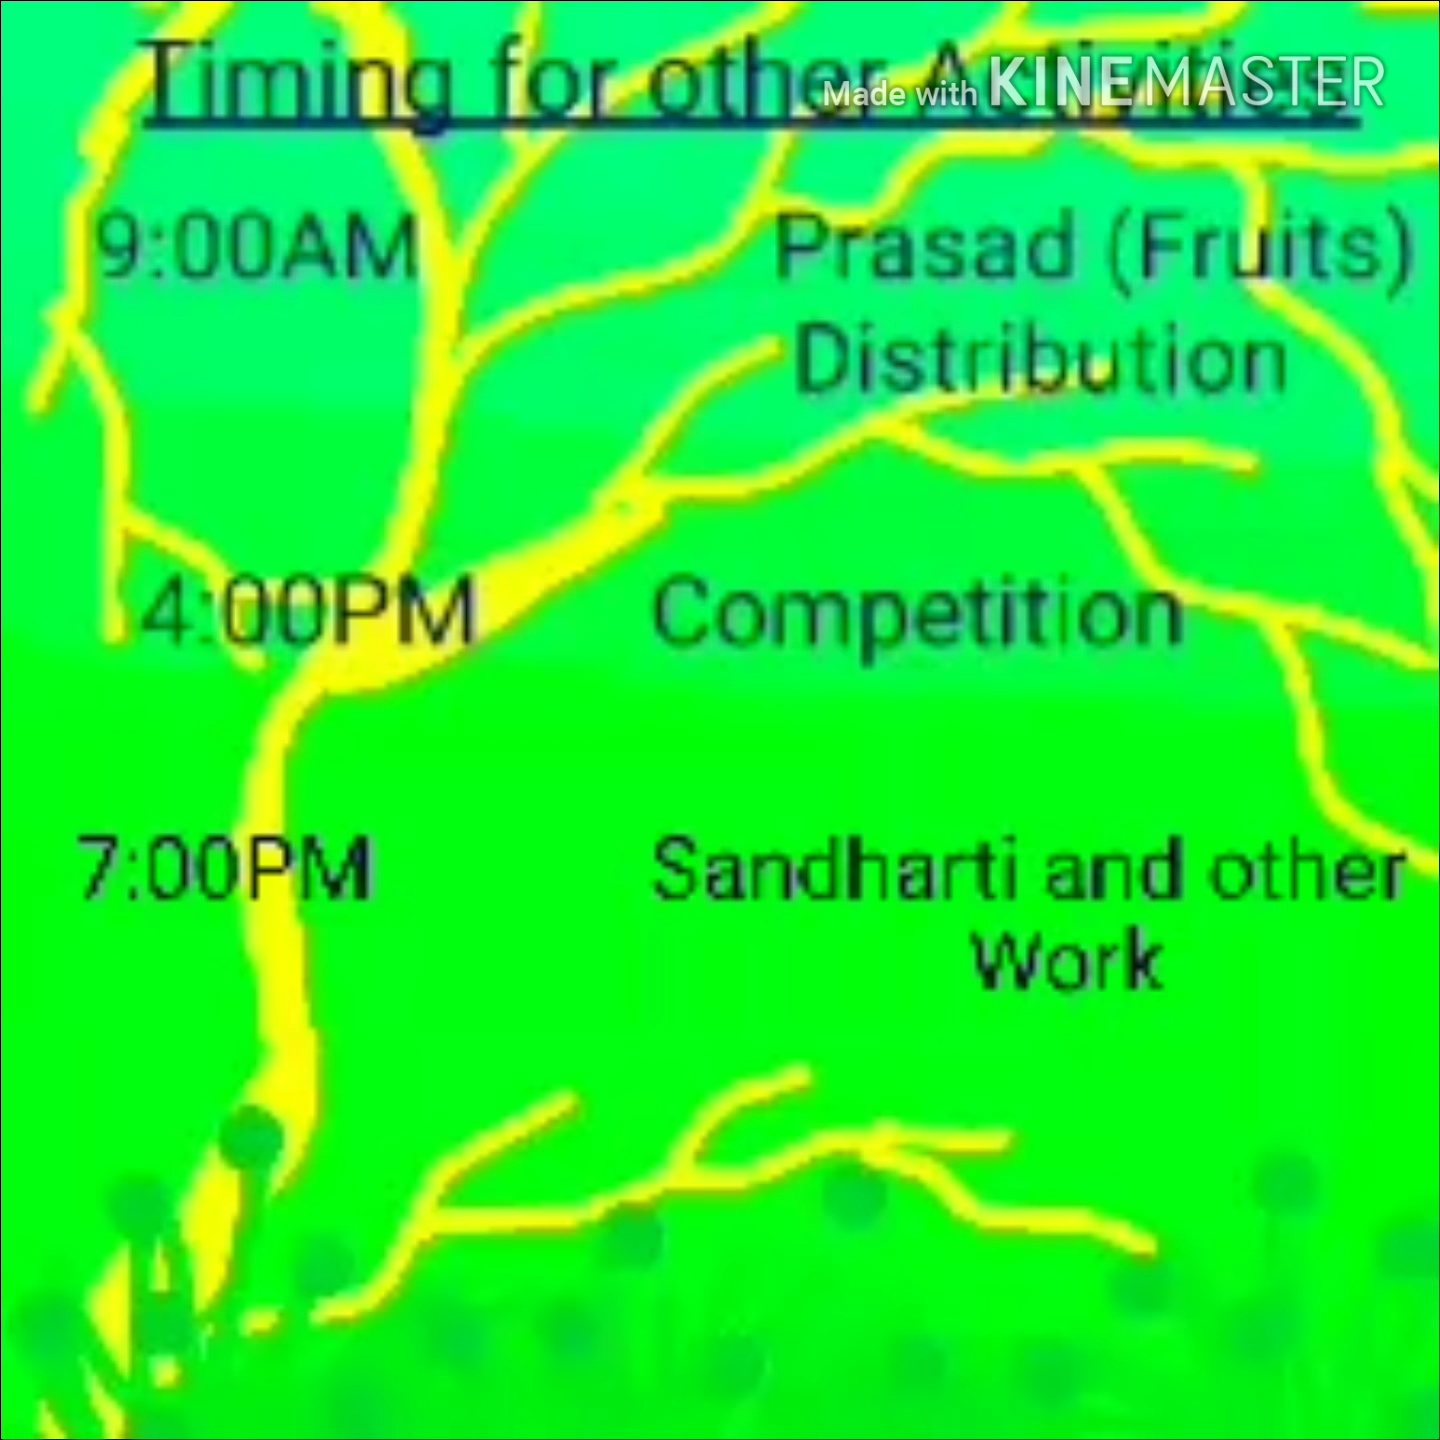 Timing for other Activities
Made with KINEMASTER
9:00AM Prasad (Fruits)
Distribution
4:00PM Competition
7:00PM Sandharti and other
Work